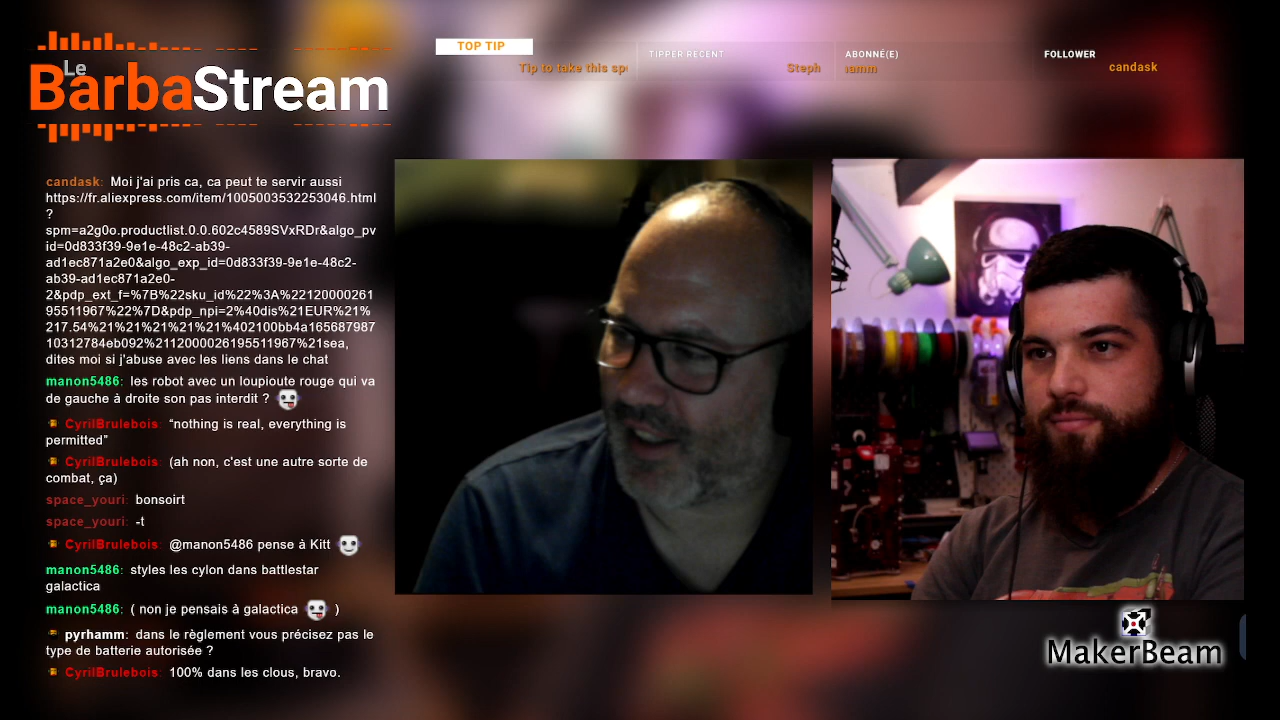 Le
BarbaStream
TOP TIP
Tip to take this
TIPPER RECENT
Steph
ABONNÉ(E)
FOLLOWER
candask
candask: Moi j'ai pris ca, ca peut te servir aussi
https://fr.aliexpress.com/item/1005003532253046.html
?
spm=a2g0o.productlist.0.0.602c4589SVxRDr&algo_pv
id=0d833f39-9e1e-48c2-ab39-
ad1ec871a2e0&algo_exp_id=0d833f39-9e1e-48c2-
ab39-ad1ec871a2e0-
2&pdp_ext_f=%7B%22sku_id%22%3A%22120000261
95511967%22%7D&pdp_npi=2%40dis%21EUR%21%
217.54%21%21%21%21%21%402100bb4a165687987
10312784eb092%2112000026195511967%21sea,
dites moi si j'abuse avec les liens dans le chat
manon5486: les robot avec un loupioute rouge qui va
de gauche à droite son pas interdit ?
CyrilBrulebois: “nothing is real, everything is
permitted”
CyrilBrulebois: (ah non, c'est une autre sorte de
combat, ça)
space_youri: bonsoirt
space_youri: -t
CyrilBrulebois: @manon5486 pense à Kitt
manon5486: styles les cylon dans battlestar
galactica
manon5486: ( non je pensais à galactica )
pyrhamm: dans le règlement vous précisez pas le
type de batterie autorisée ?
CyrilBrulebois: 100% dans les clous, bravo.
MakerBeam